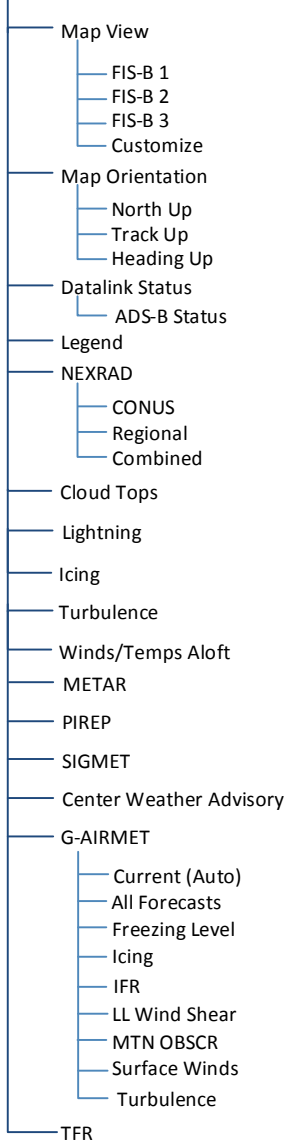 Map View
FIS-B 1
FIS-B 2
FIS-B 3
Customize
Map Orientation
North Up
Track Up
Heading Up
Datalink Status
ADS-B Status
Legend
NEXRAD
CONUS
Regional
Combined
Cloud Tops
Lightning
Icing
Turbulence
Winds/Temps Aloft
METAR
PIREP
SIGMET
Center Weather Advisory
G-AIRMET
Current (Auto)
All Forecasts
Freezing Level
Icing
IFR
LL Wind Shear
MTN OBSCR
Surface Winds
Turbulence
TFR